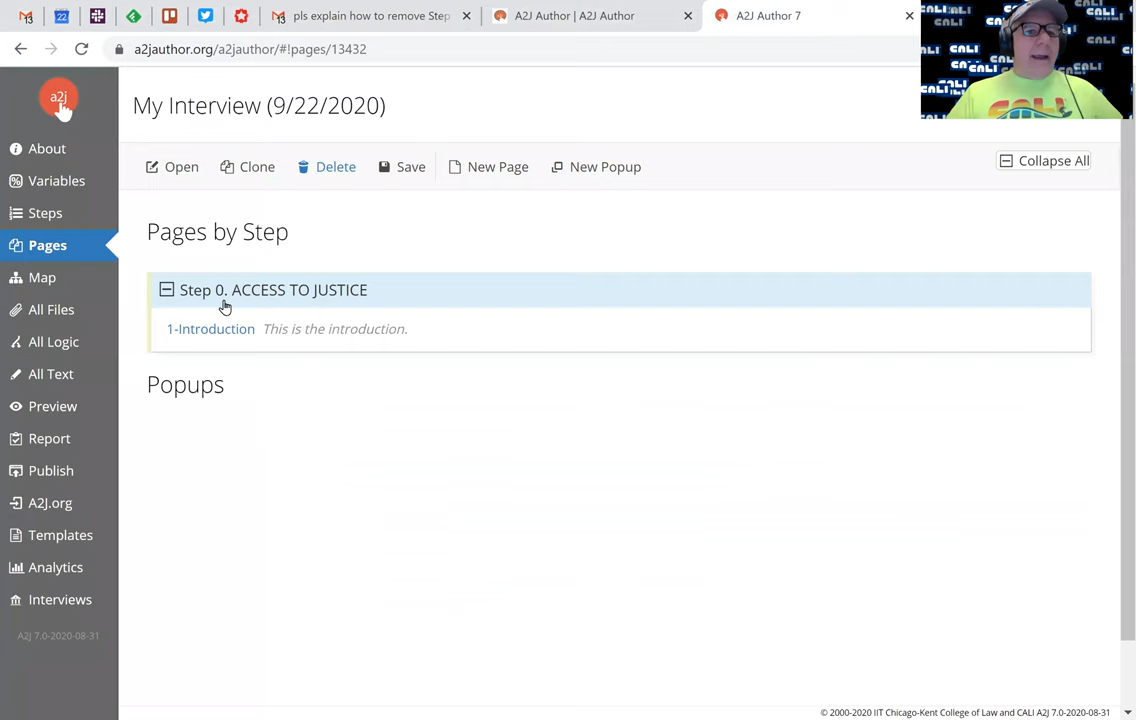 pls explain how to remove Step
A2J Author | A2J Author
A2J Author 7
a2jauthor.org/a2jauthor/#!pages/13432
CALI
CALI
CALI
a2j
My Interview (9/22/2020)
Open
Clone
Delete
Save
New Page
New Popup
Collapse All
About
Variables
Steps
Pages
Map
All Files
All Logic
All Text
Preview
Report
Publish
A2J.org
Templates
Analytics
Interviews
A2J 7.0-2020-08-31
Pages by Step
Step 0. ACCESS TO JUSTICE
1-Introduction This is the introduction.
Popups
© 2000-2020 IIT Chicago-Kent College of Law and CALI A2J 7.0-2020-08-31